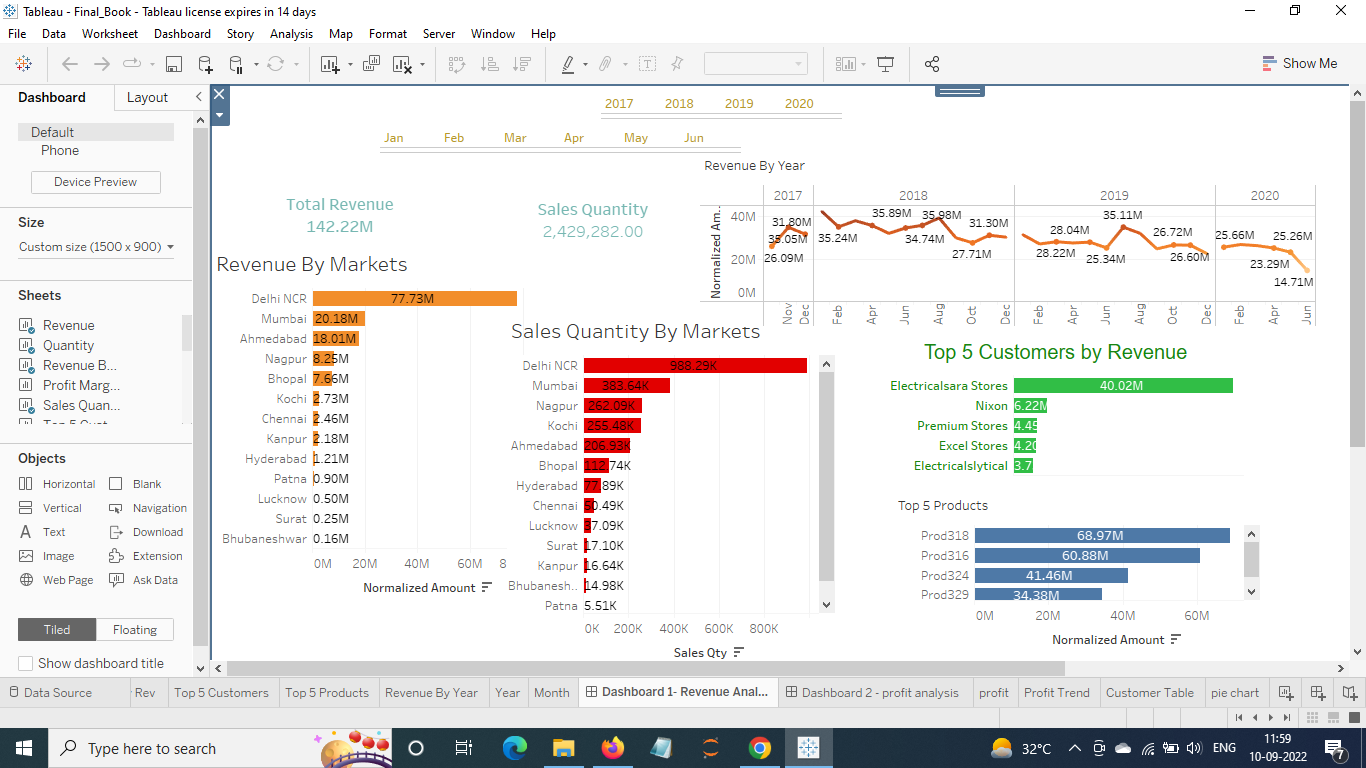 Tableau - Final_Book - Tableau license expires in 14 days
File Data Worksheet Dashboard Story Analysis Map Format Server Window Help
Show Me
Dashboard Layout
Default
Phone
Device Preview
Size
Custom size (1500 x 900)
Sheets
Revenue
Quantity
Revenue B...
Profit Marg...
Sales Quan...
Objects
Horizontal Blank
Vertical Navigation
Text Download
Image Extension
Web Page Ask Data
Tiled Floating
Show dashboard title
2017 2018 2019 2020
Jan Feb Mar Apr May Jun
Total Revenue
142.22M
Sales Quantity
2,429,282.00
Revenue By Year
2017 2018 2019 2020
Normalized Am..
40M
20M
0M
31.80M
35.05M
26.09M
35.24M
35.89M
34.74M
35.98M
27.71M
31.30M
28.22M
28.04M
25.34M
35.11M
26.72M
26.60M
25.66M
23.29M
25.26M
14.71M
Nov Dec Feb Apr Jun Aug Oct Dec Feb Apr Jun Aug Oct Dec Feb Apr Jun
Revenue By Markets
Delhi NCR 77.73M
Mumbai 20.18M
Ahmedabad 18.01M
Nagpur 8.25M
Bhopal 7.66M
Kochi 2.73M
Chennai 2.46M
Kanpur 2.18M
Hyderabad 1.21M
Patna 0.90M
Lucknow 0.50M
Surat 0.25M
Bhubaneshwar 0.16M
0M 20M 40M 60M 8
Normalized Amount
Sales Quantity By Markets
Delhi NCR 988.29K
Mumbai 383.64K
Nagpur 262.09K
Kochi 255.48K
Ahmedabad 206.93K
Bhopal 112.74K
Hyderabad 77.89K
Chennai 50.49K
Lucknow 37.09K
Surat 17.10K
Kanpur 16.64K
Bhubanesh.. 14.98K
Patna 5.51K
0K 200K 400K 600K 800K
Sales Qty
Top 5 Customers by Revenue
Electricalsara Stores 40.02M
Nixon 6.22M
Premium Stores 4.45
Excel Stores 4.20
Electricalslytical 3.7
Top 5 Products
Prod318 68.97M
Prod316 60.88M
Prod324 41.46M
Prod329 34.38M
0M 20M 40M 60M
Normalized Amount
Data Source Rev Top 5 Customers Top 5 Products Revenue By Year Year Month Dashboard 1- Revenue Anal... Dashboard 2 - profit analysis profit Profit Trend Customer Table pie chart
Type here to search
32°C ENG 11:59
10-09-2022
7